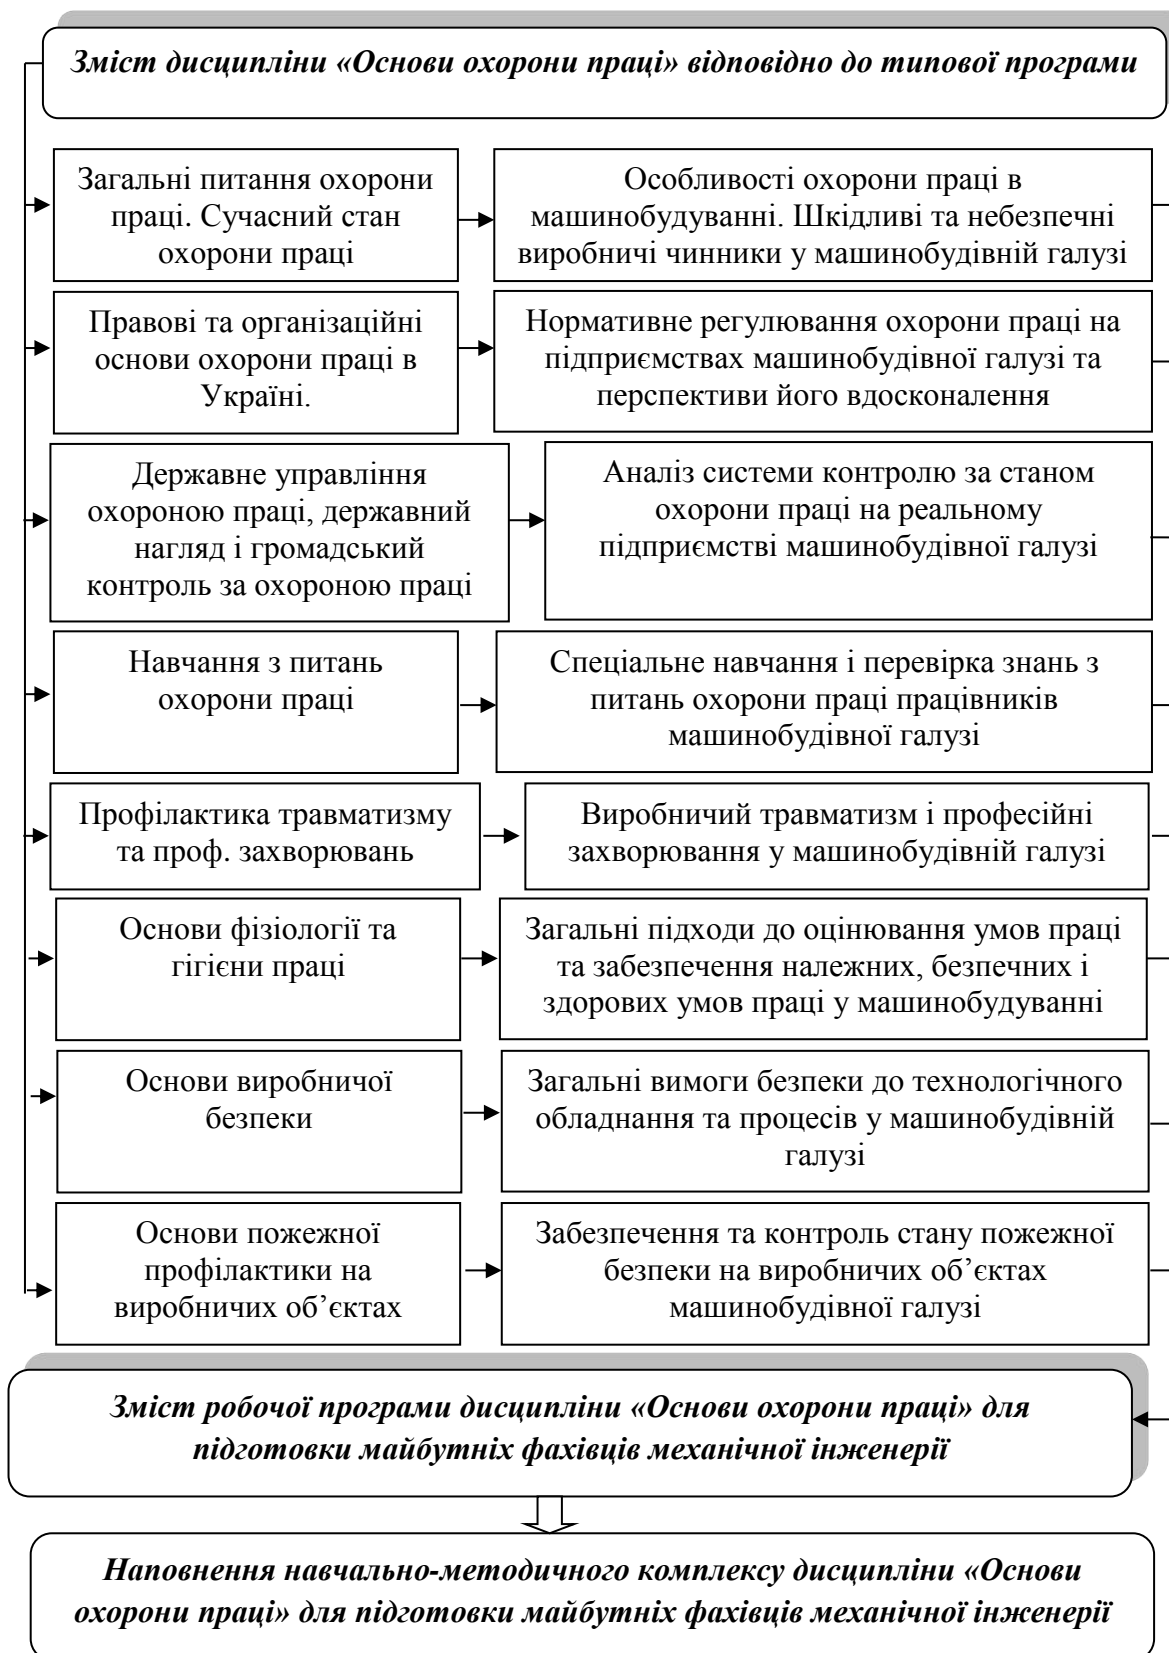 Зміст дисципліни «Основи охорони праці» відповідно до типової програми
Загальні питання охорони
праці. Сучасний стан
охорони праці
Особливості охорони праці в
машинобудуванні. Шкідливі та небезпечні
виробничі чинники у машинобудівній галузі
Правові та організаційні
основи охорони праці в
Україні.
Нормативне регулювання охорони праці на
підприємствах машинобудівної галузі та
перспективи його вдосконалення
Державне управління
охороною праці, державний
нагляд і громадський
контроль за охороною праці
Аналіз системи контролю за станом
охорони праці на реальному
підприємстві машинобудівної галузі
Навчання з питань
охорони праці
Спеціальне навчання і перевірка знань з
питань охорони праці працівників
машинобудівної галузі
Профілактика травматизму
та проф. захворювань
Виробничий травматизм і професійні
захворювання у машинобудівній галузі
Основи фізіології та
гігієни праці
Загальні підходи до оцінювання умов праці
та забезпечення належних, безпечних і
здорових умов праці у машинобудуванні
Основи виробничої
безпеки
Загальні вимоги безпеки до технологічного
обладнання та процесів у машинобудівній
галузі
Основи пожежної
профілактики на
виробничих об’єктах
Забезпечення та контроль стану пожежної
безпеки на виробничих об’єктах
машинобудівної галузі
Зміст робочої програми дисципліни «Основи охорони праці» для
підготовки майбутніх фахівців механічної інженерії
Наповнення навчально-методичного комплексу дисципліни «Основи
охорони праці» для підготовки майбутніх фахівців механічної інженерії